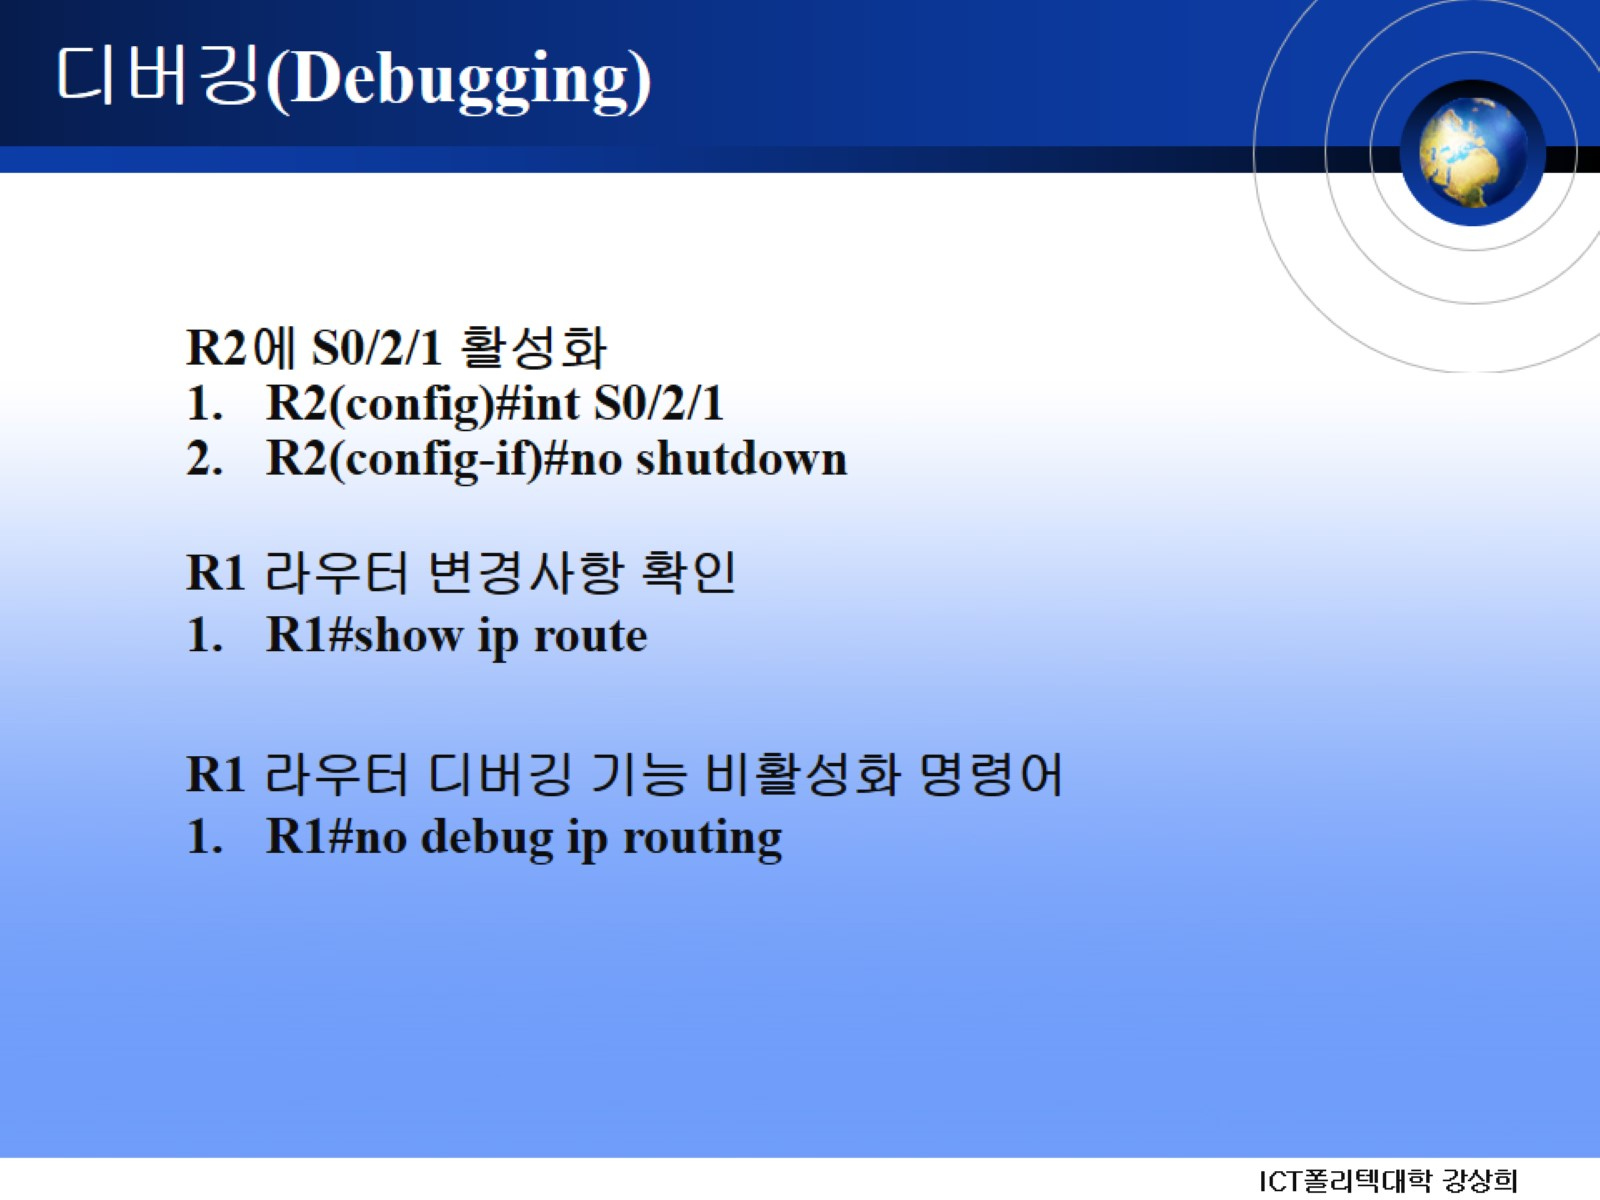 디버깅(Debugging)
R2에 S0/2/1 활성화
1. R2(config)#int S0/2/1
2. R2(config-if)#no shutdown
R1 라우터 변경사항 확인
1. R1#show ip route
R1 라우터 디버깅 기능 비활성화 명령어
1. R1#no debug ip routing
ICT폴리텍대학 강상희